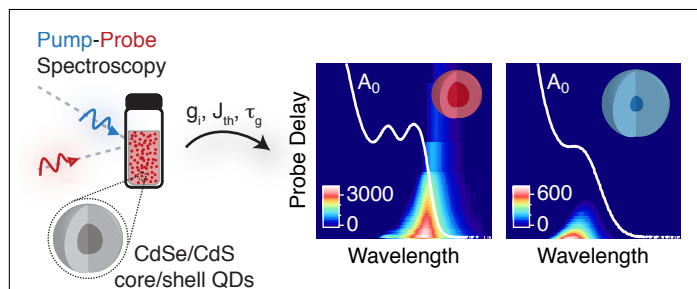 Pump-Probe
Spectroscopy
gᵢ, Jₜₕ, τ_g
CdSe/CdS
core/shell QDs
Probe Delay
A₀
3000
0
Wavelength
A₀
600
0
Wavelength